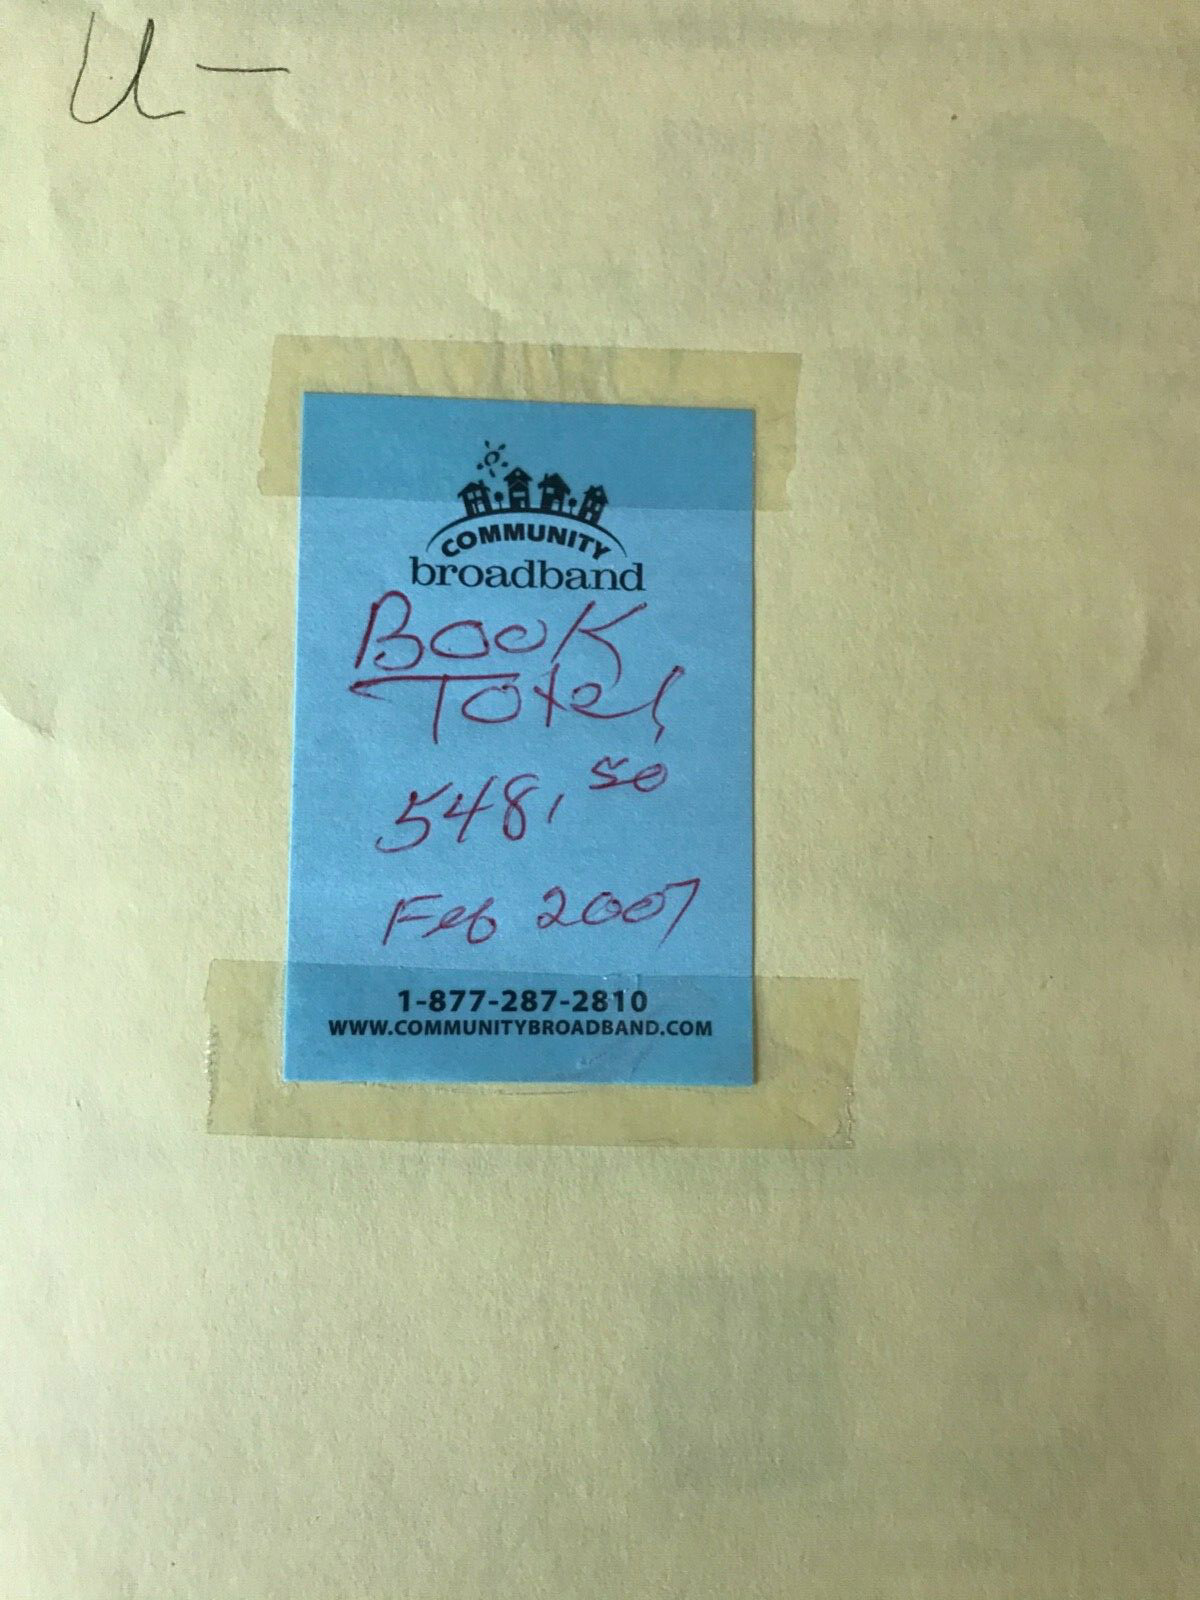 U-
COMMUNITY
broadband
Book
Total
548,50
Feb 2007
1-877-287-2810
WWW.COMMUNITYBROADBAND.COM